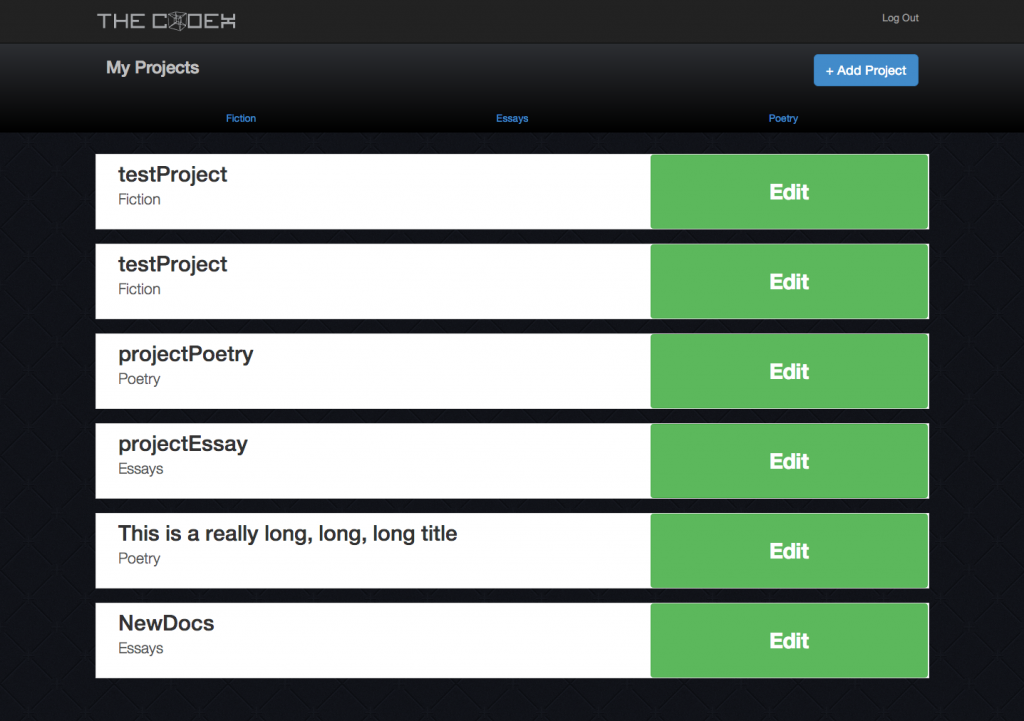 THE CODEX
Log Out
My Projects
+ Add Project
Fiction
Essays
Poetry
testProject
Fiction
Edit
testProject
Fiction
Edit
projectPoetry
Poetry
Edit
projectEssay
Essays
Edit
This is a really long, long, long title
Poetry
Edit
NewDocs
Essays
Edit